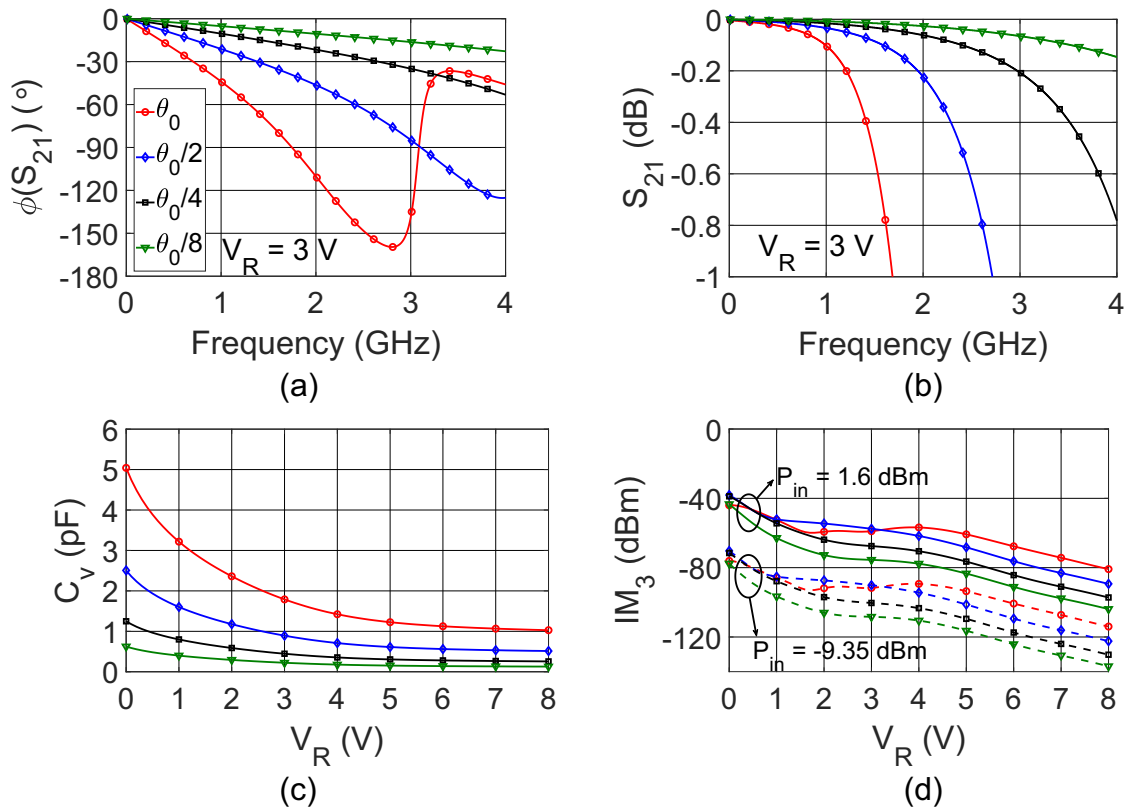 0
-30
-60
-90
-120
-150
-180
ϕ(S21) (°)
θ0
θ0/2
θ0/4
θ0/8
VR = 3 V
0 1 2 3 4
Frequency (GHz)
(a)
0
-0.2
-0.4
-0.6
-0.8
-1
S21 (dB)
VR = 3 V
0 1 2 3 4
Frequency (GHz)
(b)
6
5
4
3
2
1
0
Cv (pF)
0 1 2 3 4 5 6 7 8
VR (V)
(c)
0
-40
-80
-120
IM3 (dBm)
Pin = 1.6 dBm
Pin = -9.35 dBm
0 1 2 3 4 5 6 7 8
VR (V)
(d)